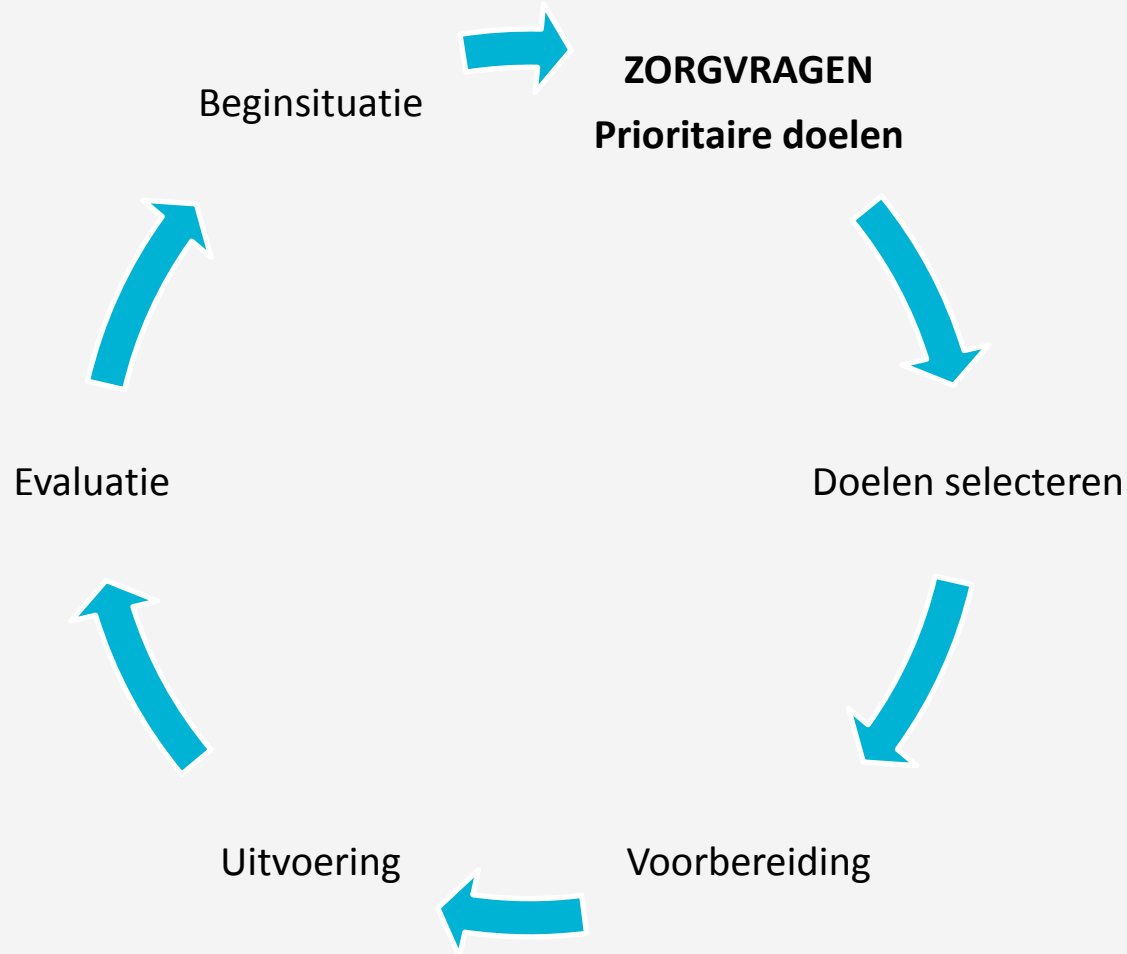 Beginsituatie
ZORGVRAGEN
Prioritaire doelen
Doelen selecteren
Voorbereiding
Uitvoering
Evaluatie